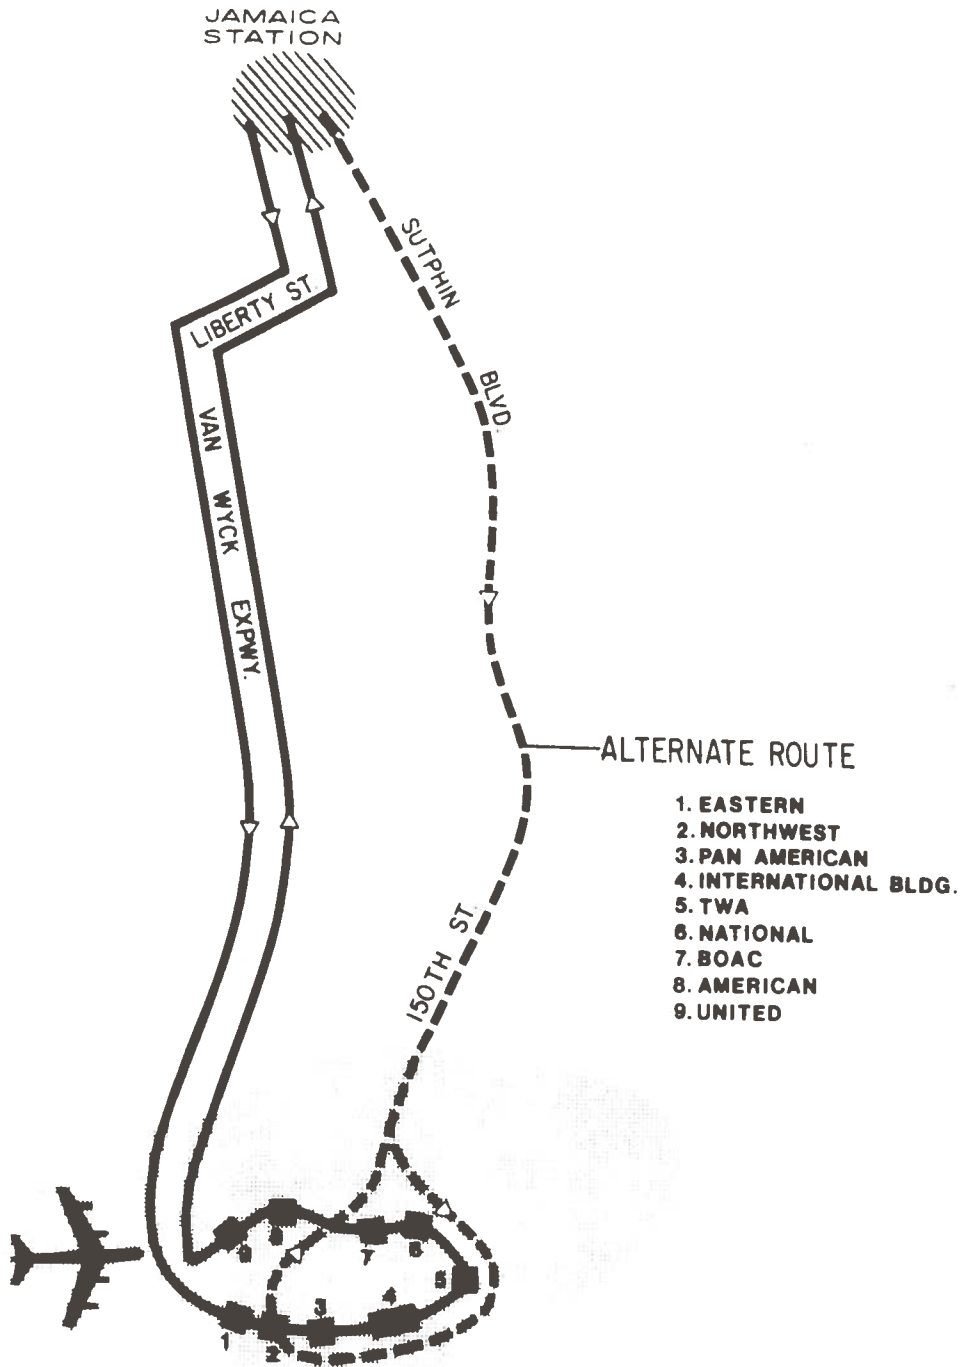 JAMAICA
STATION
SUTPHIN
LIBERTY ST.
BLVD.
VAN WYCK EXPWY.
ALTERNATE ROUTE
1. EASTERN
2. NORTHWEST
3. PAN AMERICAN
4. INTERNATIONAL BLDG.
5. TWA
6. NATIONAL
7. BOAC
8. AMERICAN
9. UNITED
150TH ST.
8
9
7
6
5
4
3
1
2